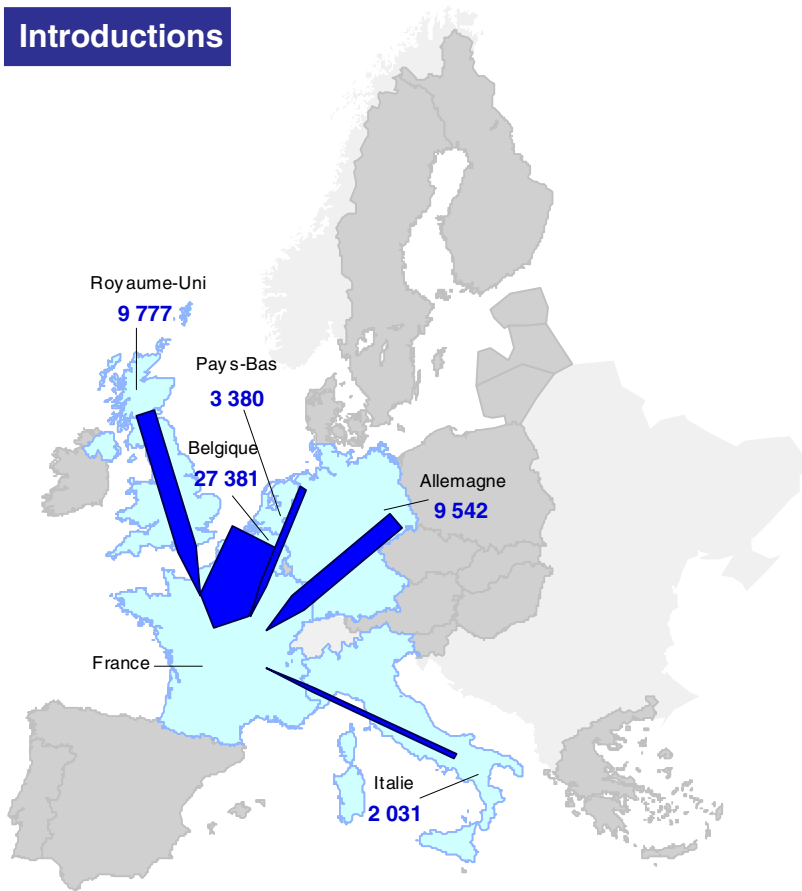 Introductions
Royaume-Uni
9 777
Pays-Bas
3 380
Belgique
27 381
Allemagne
9 542
France
Italie
2 031